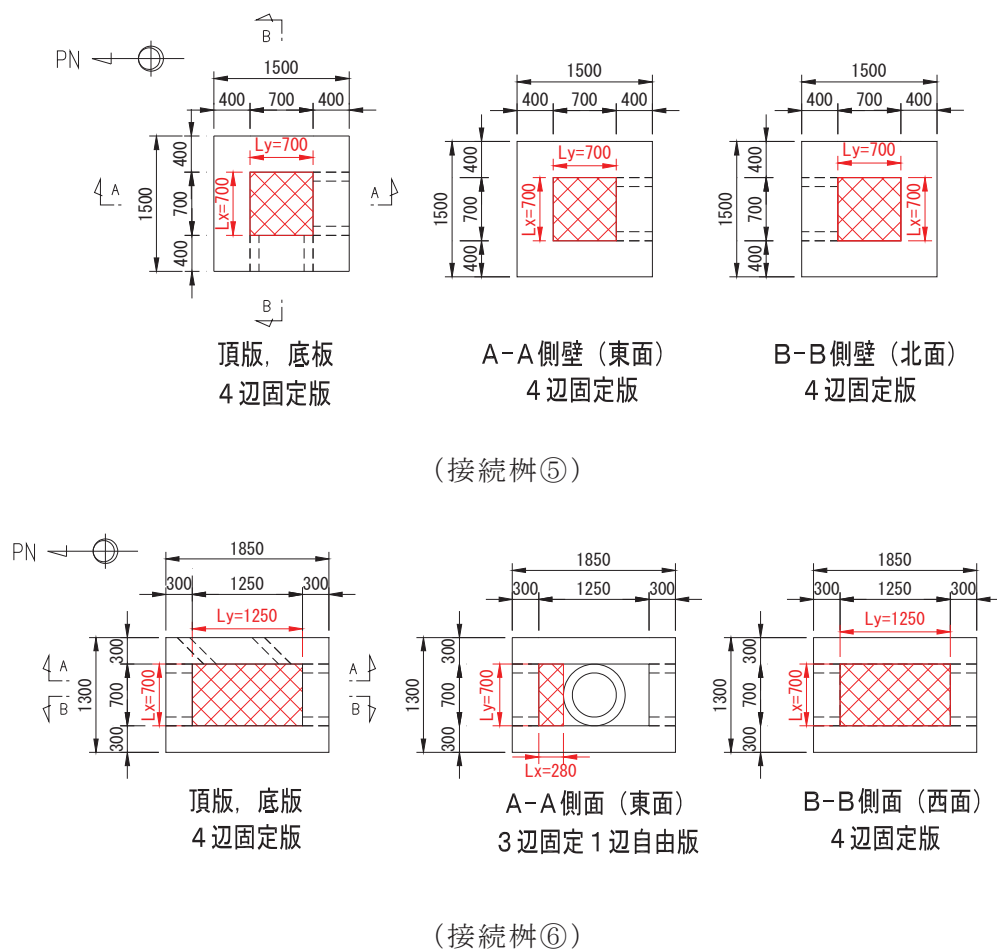 B
PN
1500
1500
1500
400 700 400
400 700 400
400 700 400
Ly=700
Ly=700
Ly=700
A
A
1500
400
700
400
Lx=700
1500
400
700
400
Lx=700
1500
400
700
400
Lx=700
B
頂版，底板
4辺固定版
A-A側壁（東面）
4辺固定版
B-B側壁（北面）
4辺固定版
(接続桝⑤)
PN
1850
1850
1850
300 1250 300
300 1250 300
300 1250 300
Ly=1250
Ly=1250
A
B
A
B
1300
300
700
300
Lx=700
1300
300
700
300
Ly=700
Lx=280
1300
300
700
300
Lx=700
頂版，底版
4辺固定版
A-A側面（東面）
3辺固定1辺自由版
B-B側面（西面）
4辺固定版
(接続桝⑥)